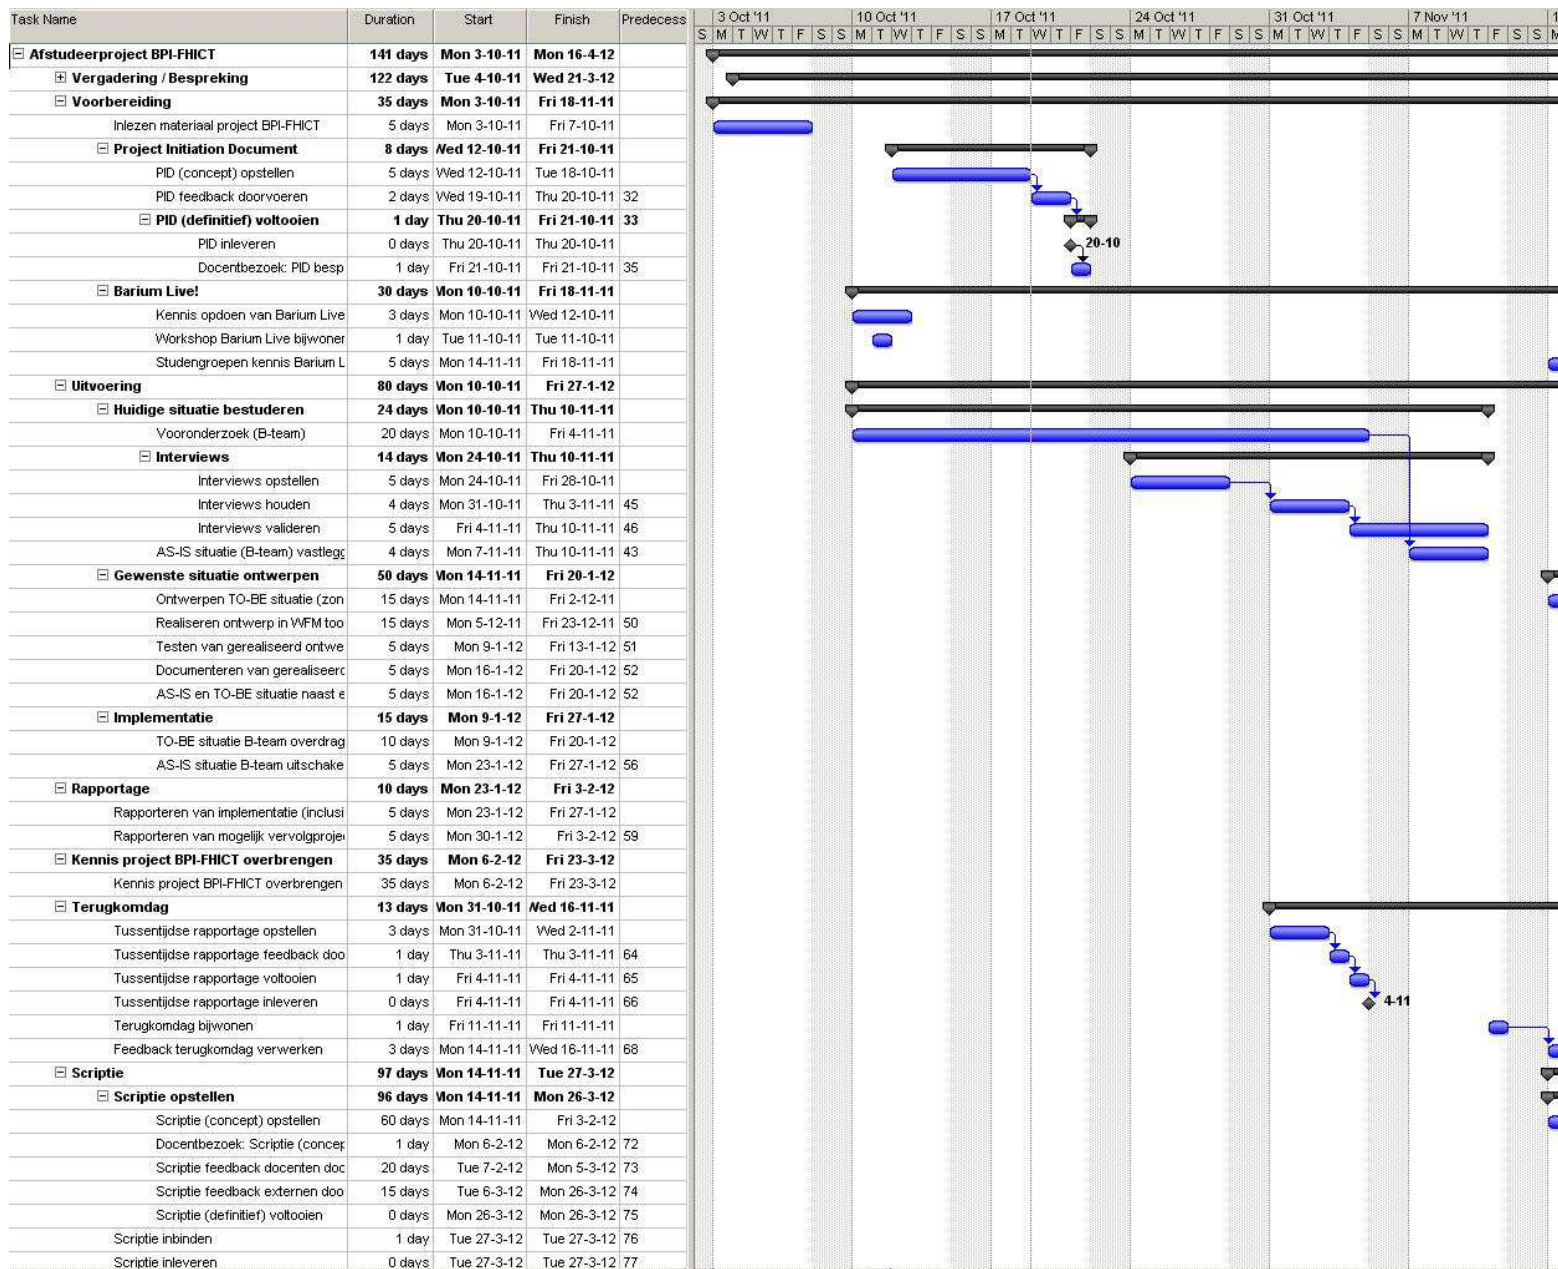 Task Name Duration Start Finish Predecess 3 Oct '11 10 Oct '11 17 Oct '11 24 Oct '11 31 Oct '11 7 Nov '11 1
S M T W T F S S M T W T F S S M T W T F S S M T W T F S S M T W T F S S M T W T F S S M
Afstudeerproject BPI-FHICT 141 days Mon 3-10-11 Mon 16-4-12
Vergadering / Bespreking 122 days Tue 4-10-11 Wed 21-3-12
Voorbereiding 35 days Mon 3-10-11 Fri 18-11-11
Inlezen materiaal project BPI-FHICT 5 days Mon 3-10-11 Fri 7-10-11
Project Initiation Document 8 days Wed 12-10-11 Fri 21-10-11
PID (concept) opstellen 5 days Wed 12-10-11 Tue 18-10-11
PID feedback doorvoeren 2 days Wed 19-10-11 Thu 20-10-11 32
PID (definitief) voltooien 1 day Thu 20-10-11 Fri 21-10-11 33
PID inleveren 0 days Thu 20-10-11 Thu 20-10-11 20-10
Docentbezoek: PID besp 1 day Fri 21-10-11 Fri 21-10-11 35
Barium Live! 30 days Mon 10-10-11 Fri 18-11-11
Kennis opdoen van Barium Live 3 days Mon 10-10-11 Wed 12-10-11
Workshop Barium Live bijwoner 1 day Tue 11-10-11 Tue 11-10-11
Studengroepen kennis Barium L 5 days Mon 14-11-11 Fri 18-11-11
Uitvoering 80 days Mon 10-10-11 Fri 27-1-12
Huidige situatie bestuderen 24 days Mon 10-10-11 Thu 10-11-11
Vooronderzoek (B-team) 20 days Mon 10-10-11 Fri 4-11-11
Interviews 14 days Mon 24-10-11 Thu 10-11-11
Interviews opstellen 5 days Mon 24-10-11 Fri 28-10-11
Interviews houden 4 days Mon 31-10-11 Thu 3-11-11 45
Interviews valideren 5 days Fri 4-11-11 Thu 10-11-11 46
AS-IS situatie (B-team) vastlegg 4 days Mon 7-11-11 Thu 10-11-11 43
Gewenste situatie ontwerpen 50 days Mon 14-11-11 Fri 20-1-12
Ontwerpen TO-BE situatie (zon 15 days Mon 14-11-11 Fri 2-12-11
Realiseren ontwerp in WFM too 15 days Mon 5-12-11 Fri 23-12-11 50
Testen van gerealiseerd ontwe 5 days Mon 9-1-12 Fri 13-1-12 51
Documenteren van gerealiseerc 5 days Mon 16-1-12 Fri 20-1-12 52
AS-IS en TO-BE situatie naast e 5 days Mon 16-1-12 Fri 20-1-12 52
Implementatie 15 days Mon 9-1-12 Fri 27-1-12
TO-BE situatie B-team overdrag 10 days Mon 9-1-12 Fri 20-1-12
AS-IS situatie B-team uitschake 5 days Mon 23-1-12 Fri 27-1-12 56
Rapportage 10 days Mon 23-1-12 Fri 3-2-12
Rapporteren van implementatie (inclusi 5 days Mon 23-1-12 Fri 27-1-12
Rapporteren van mogelijk vervolgproje 5 days Mon 30-1-12 Fri 3-2-12 59
Kennis project BPI-FHICT overbrengen 35 days Mon 6-2-12 Fri 23-3-12
Kennis project BPI-FHICT overbrengen 35 days Mon 6-2-12 Fri 23-3-12
Terugkomdag 13 days Mon 31-10-11 Wed 16-11-11
Tussentijdse rapportage opstellen 3 days Mon 31-10-11 Wed 2-11-11
Tussentijdse rapportage feedback doo 1 day Thu 3-11-11 Thu 3-11-11 64
Tussentijdse rapportage voltooien 1 day Fri 4-11-11 Fri 4-11-11 65
Tussentijdse rapportage inleveren 0 days Fri 4-11-11 Fri 4-11-11 66 4-11
Terugkomdag bijwonen 1 day Fri 11-11-11 Fri 11-11-11
Feedback terugkomdag verwerken 3 days Mon 14-11-11 Wed 16-11-11 68
Scriptie 97 days Mon 14-11-11 Tue 27-3-12
Scriptie opstellen 96 days Mon 14-11-11 Mon 26-3-12
Scriptie (concept) opstellen 60 days Mon 14-11-11 Fri 3-2-12
Docentbezoek: Scriptie (concep 1 day Mon 6-2-12 Mon 6-2-12 72
Scriptie feedback docenten doc 20 days Tue 7-2-12 Mon 5-3-12 73
Scriptie feedback externen doo 15 days Tue 6-3-12 Mon 26-3-12 74
Scriptie (definitief) voltooien 0 days Mon 26-3-12 Mon 26-3-12 75
Scriptie inbinden 1 day Tue 27-3-12 Tue 27-3-12 76
Scriptie inleveren 0 days Tue 27-3-12 Tue 27-3-12 77